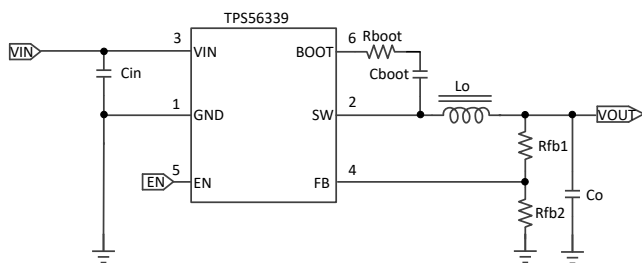 TPS56339
VIN
3
VIN
Cin
BOOT
6
Rboot
Cboot
1
GND
SW
2
Lo
VOUT
Rfb1
EN
5
EN
FB
4
Rfb2
Co